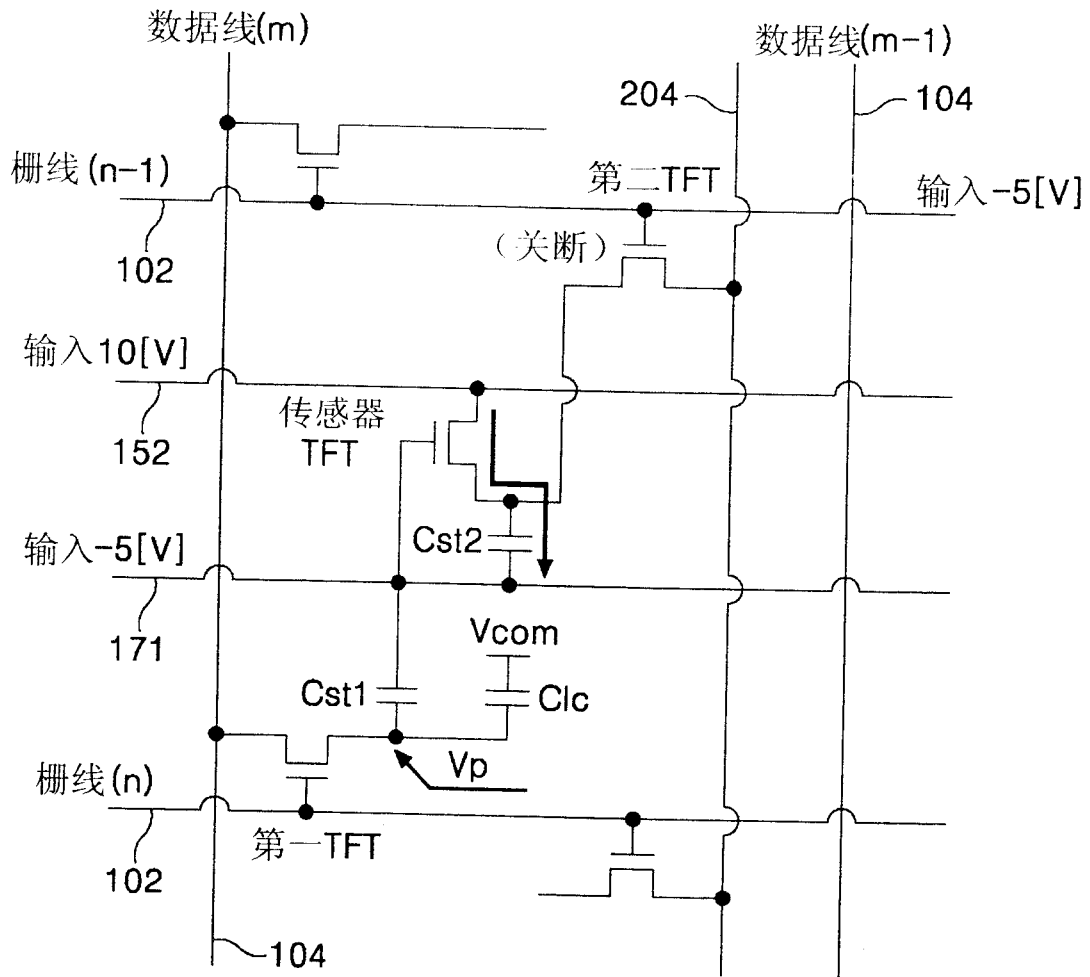 数据线(m)
数据线(m-1)
204
104
栅线(n-1)
第二TFT
输入-5[V]
(关断)
102
输入10[V]
传感器
TFT
152
Cst2
输入-5[V]
171
Vcom
Cst1
Clc
Vp
栅线(n)
第一TFT
102
104